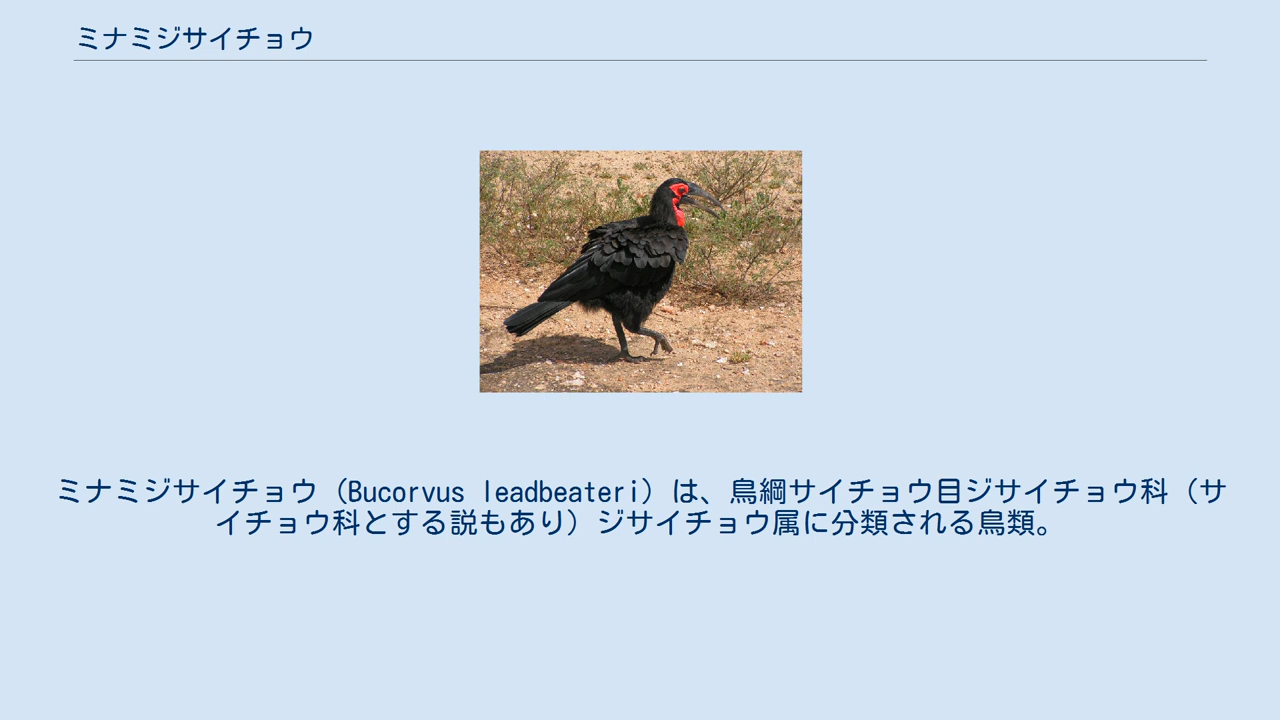 ミナミジサイチョウ
ミナミジサイチョウ（Bucorvus leadbeateri）は、鳥綱サイチョウ目ジサイチョウ科（サ
イチョウ科とする説もあり）ジサイチョウ属に分類される鳥類。